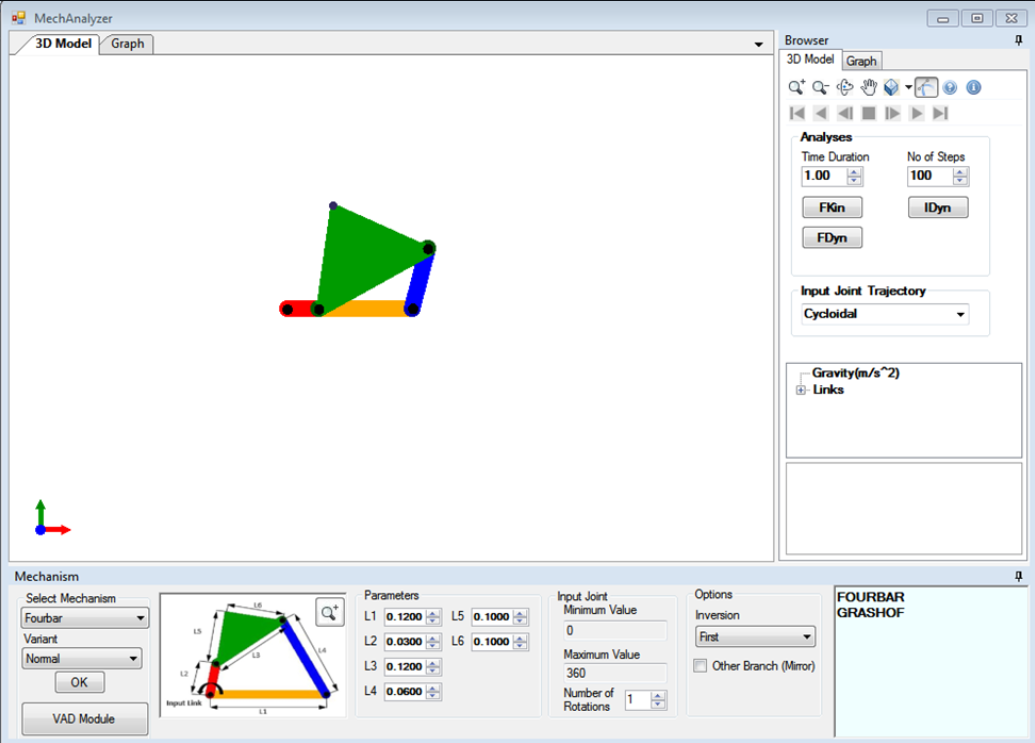 MechAnalyzer
3D Model Graph
Browser
3D Model Graph
Analyses
Time Duration No of Steps
1.00 100
FKin IDyn
FDyn
Input Joint Trajectory
Cycloidal
Gravity(m/s^2)
Links
Mechanism
Select Mechanism
Fourbar
Variant
Normal
OK
VAD Module
L6
L5
L3
L4
L2
Input Link
L1
Parameters
L1 0.1200 L5 0.1000
L2 0.0300 L6 0.1000
L3 0.1200
L4 0.0600
Input Joint
Minimum Value
0
Maximum Value
360
Number of
Rotations 1
Options
Inversion
First
Other Branch (Mirror)
FOURBAR
GRASHOF